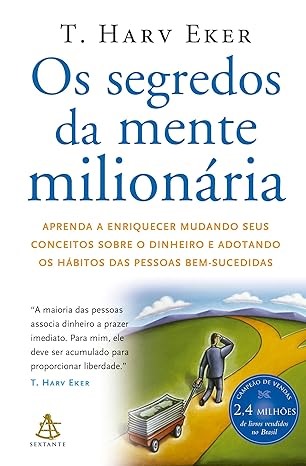 T. Harv Eker
Os segredos
da mente
milionária
APRENDA A ENRIQUECER MUDANDO SEUS
CONCEITOS SOBRE O DINHEIRO E ADOTANDO
OS HÁBITOS DAS PESSOAS BEM-SUCEDIDAS
"A maioria das pessoas
associa dinheiro a prazer
imediato. Para mim, ele
deve ser acumulado para
proporcionar liberdade."
T. Harv Eker
SEXTANTE
CAMPEÃO DE VENDAS
2,4 MILHÕES
de livros vendidos
no Brasil